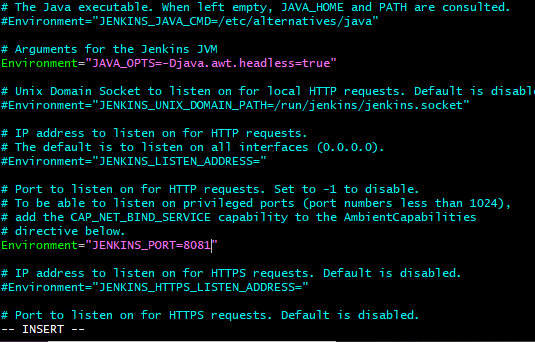 # The Java executable. When left empty, JAVA_HOME and PATH are consulted.
#Environment="JENKINS_JAVA_CMD=/etc/alternatives/java"
# Arguments for the Jenkins JVM
Environment="JAVA_OPTS=-Djava.awt.headless=true"
# Unix Domain Socket to listen on for local HTTP requests. Default is
#Environment="JENKINS_UNIX_DOMAIN_PATH=/run/jenkins/jenkins.socket"
# IP address to listen on for HTTP requests.
# The default is to listen on all interfaces (0.0.0.0).
#Environment="JENKINS_LISTEN_ADDRESS="
# Port to listen on for HTTP requests. Set to -1 to disable.
# To be able to listen on privileged ports (port numbers less than 1024),
# add the CAP_NET_BIND_SERVICE capability to the AmbientCapabilities
# directive below.
Environment="JENKINS_PORT=8081"
# IP address to listen on for HTTPS requests. Default is disabled.
#Environment="JENKINS_HTTPS_LISTEN_ADDRESS="
# Port to listen on for HTTPS requests. Default is disabled.
-- INSERT --